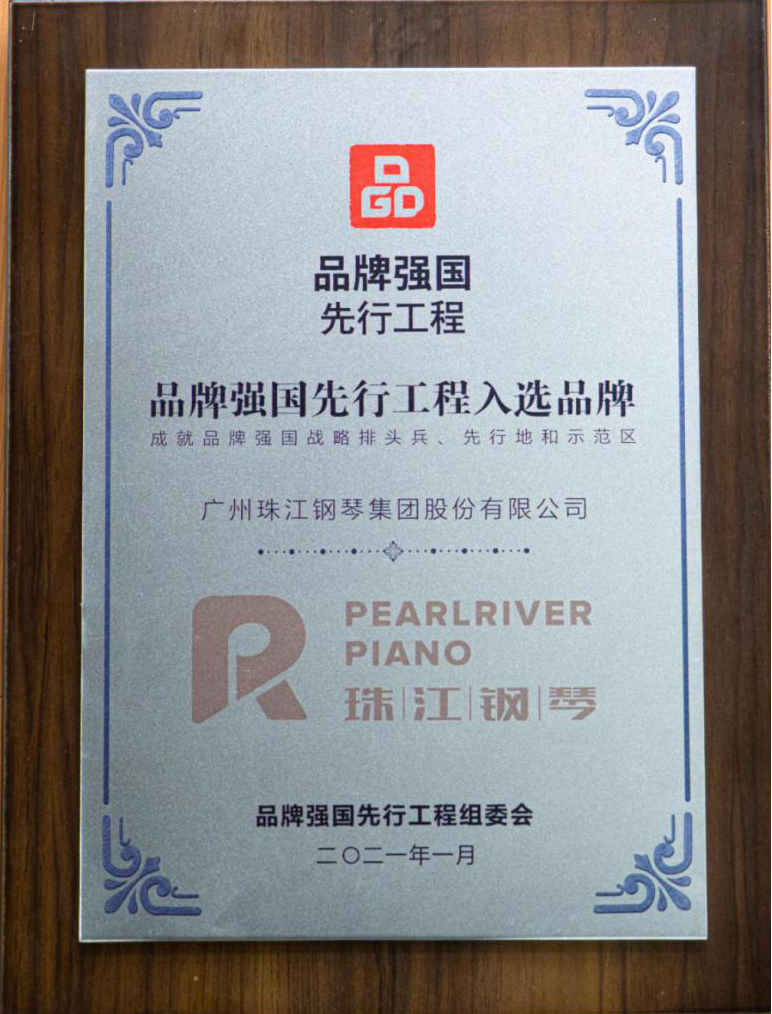 品牌强国
先行工程
品牌强国先行工程入选品牌
成就品牌强国战略排头兵、先行地和示范区
广州珠江钢琴集团股份有限公司
PEARLRIVER
PIANO
珠江钢琴
品牌强国先行工程组委会
二〇二一年一月